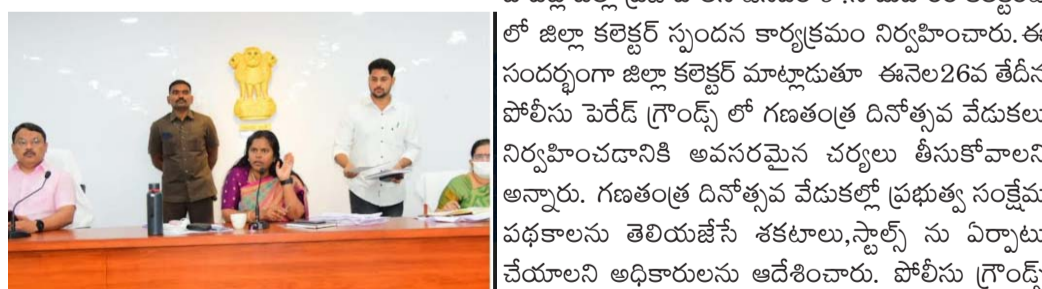 లో జిల్లా కలెక్టర్ స్పందన కార్యక్రమం నిర్వహించారు.ఈ
సందర్భంగా జిల్లా కలెక్టర్ మాట్లాడుతూ ఈనెల26వ తేదీన
పోలీసు పెరేడ్ గ్రౌండ్స్ లో గణతంత్ర దినోత్సవ వేడుకలు
నిర్వహించడానికి అవసరమైన చర్యలు తీసుకోవాలని
అన్నారు. గణతంత్ర దినోత్సవ వేడుకల్లో ప్రభుత్వ సంక్షేమ
పథకాలను తెలియజేసే శకటాలు,స్టాల్స్ ను ఏర్పాటు
చేయాలని అధికారులను ఆదేశించారు. పోలీసు గ్రౌండ్స్